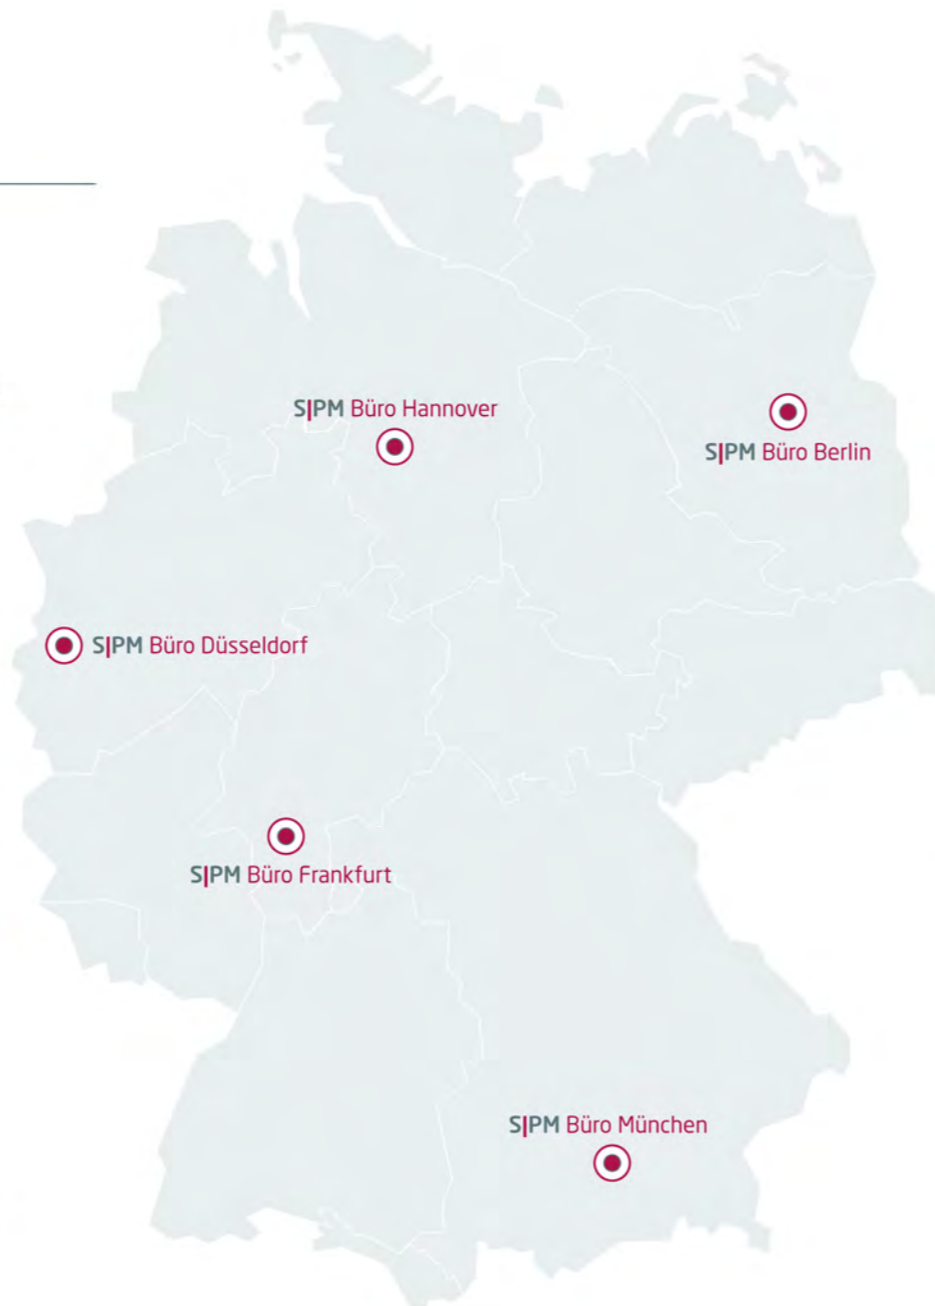 S|PM Büro Hannover
S|PM Büro Berlin
S|PM Büro Düsseldorf
S|PM Büro Frankfurt
S|PM Büro München